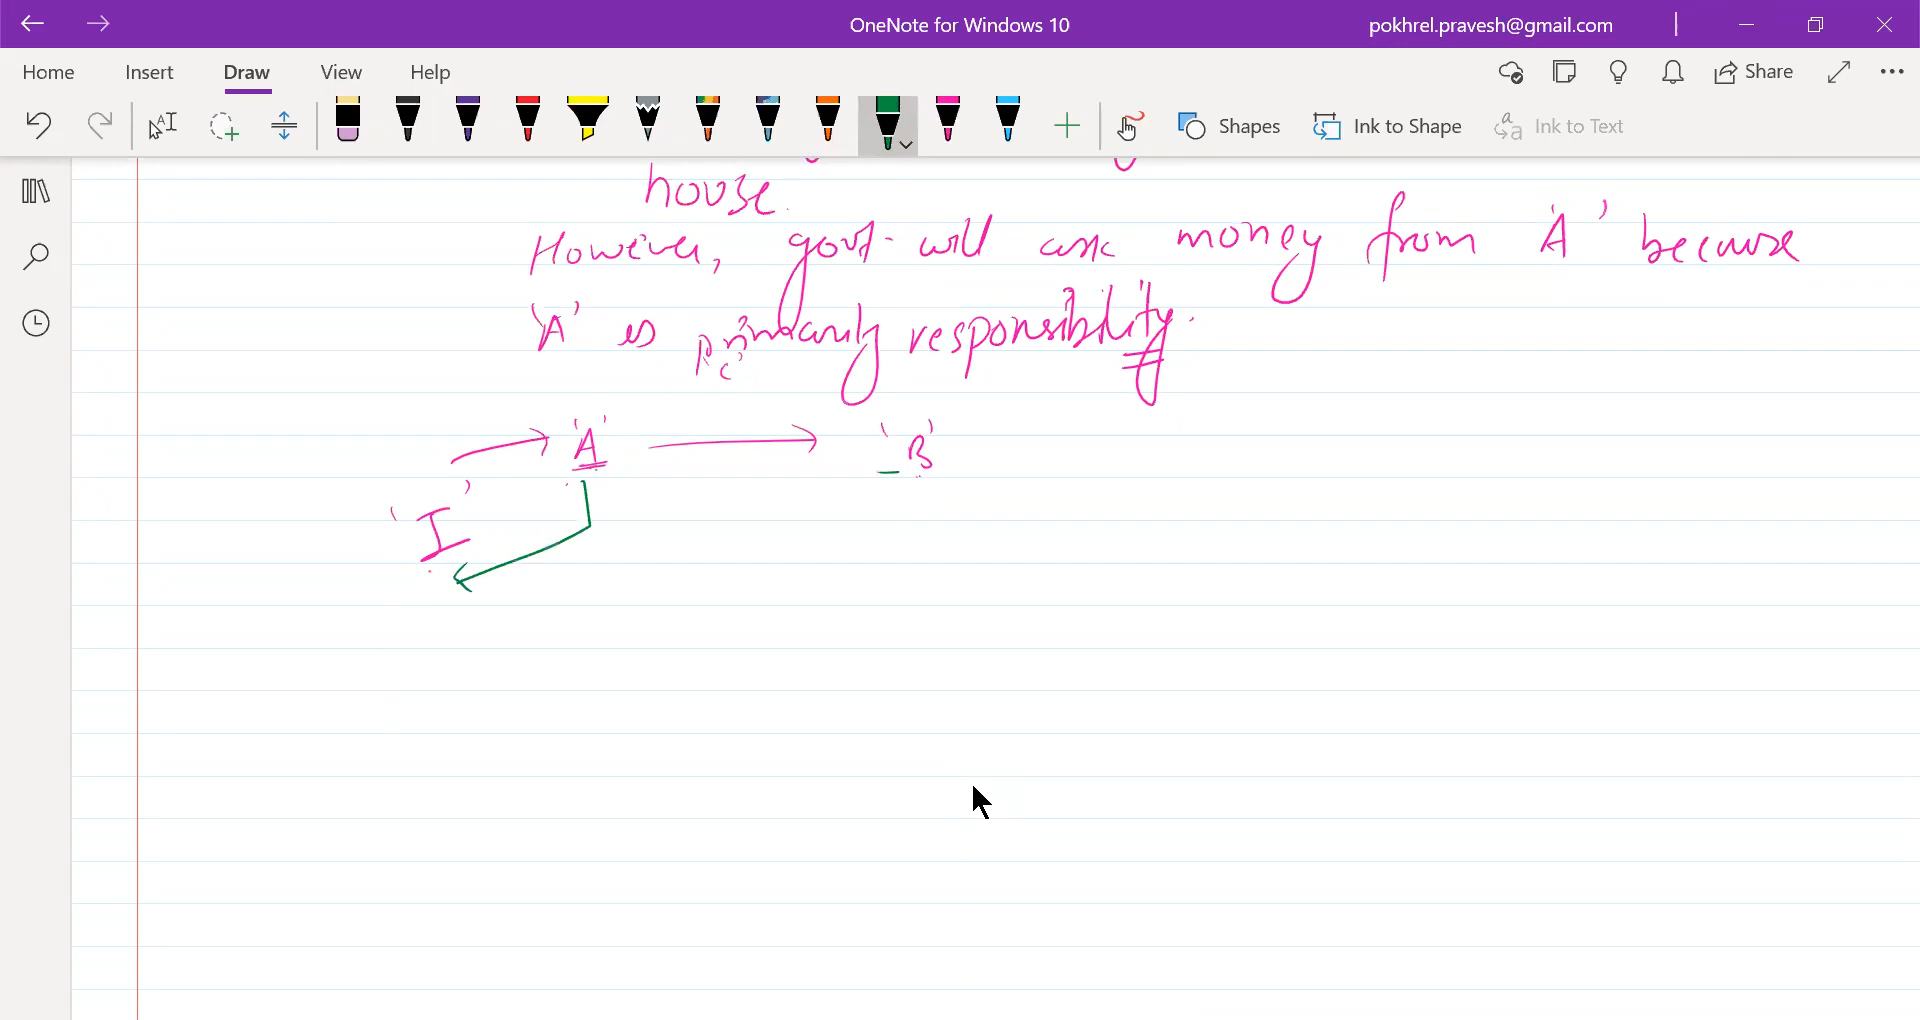 OneNote for Windows 10 pokhrel.pravesh@gmail.com
Home Insert Draw View Help Share
Shapes Ink to Shape Ink to Text
house.
However, govt. will ask money from 'A' because
'A' is primarily responsibility.
'A' 'B'
'I'